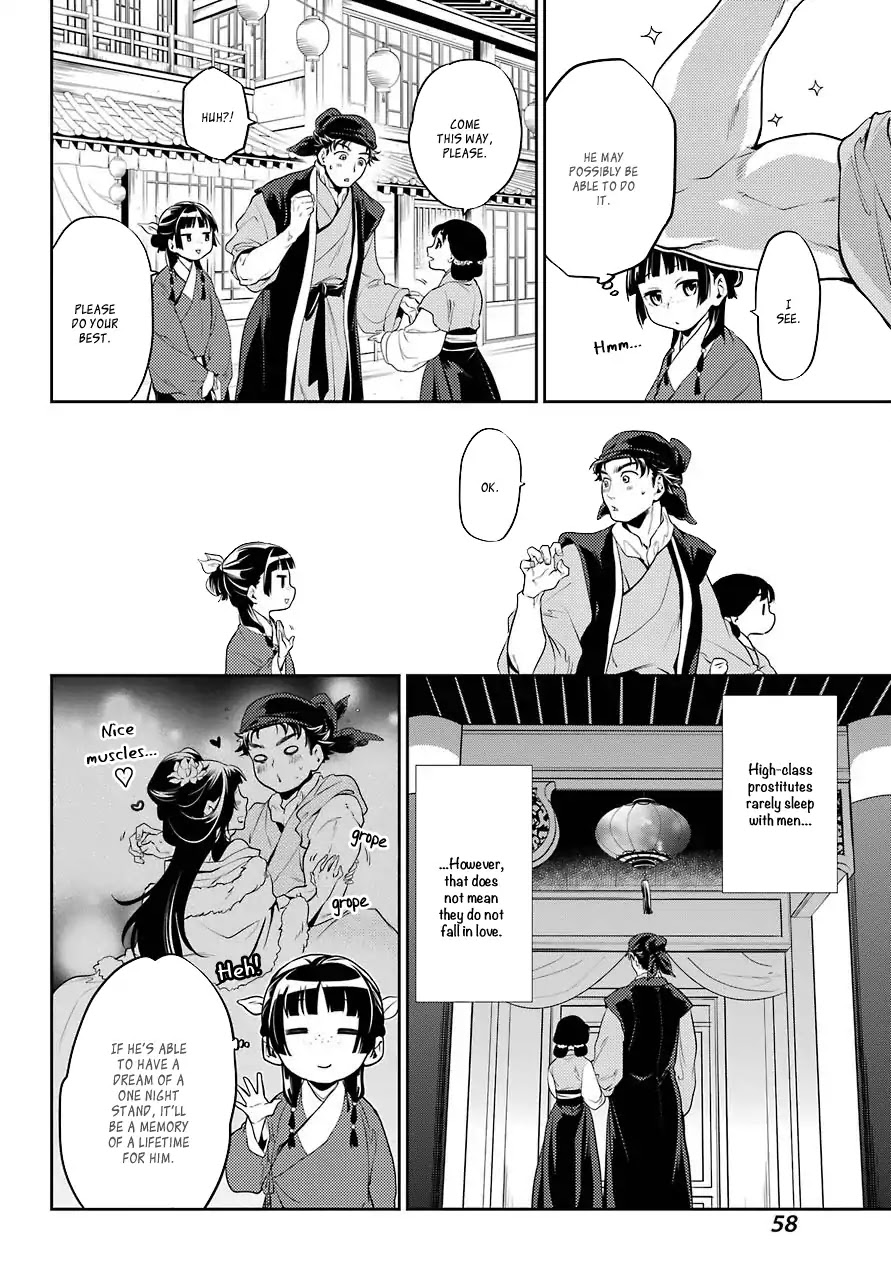 HE MAY
POSSIBLY BE
ABLE TO DO
IT.
I
SEE.
Hmm...
COME
THIS WAY,
PLEASE.
HUH?!
PLEASE
DO YOUR
BEST.
OK.
High-class
prostitutes
rarely sleep
with men...
...However,
that does
not mean
they do not
fall in love.
Nice
muscles...
♡
grope
grope
Heh!
IF HE'S ABLE
TO HAVE A
DREAM OF A
ONE NIGHT
STAND, IT'LL
BE A MEMORY
OF A LIFETIME
FOR HIM.
58